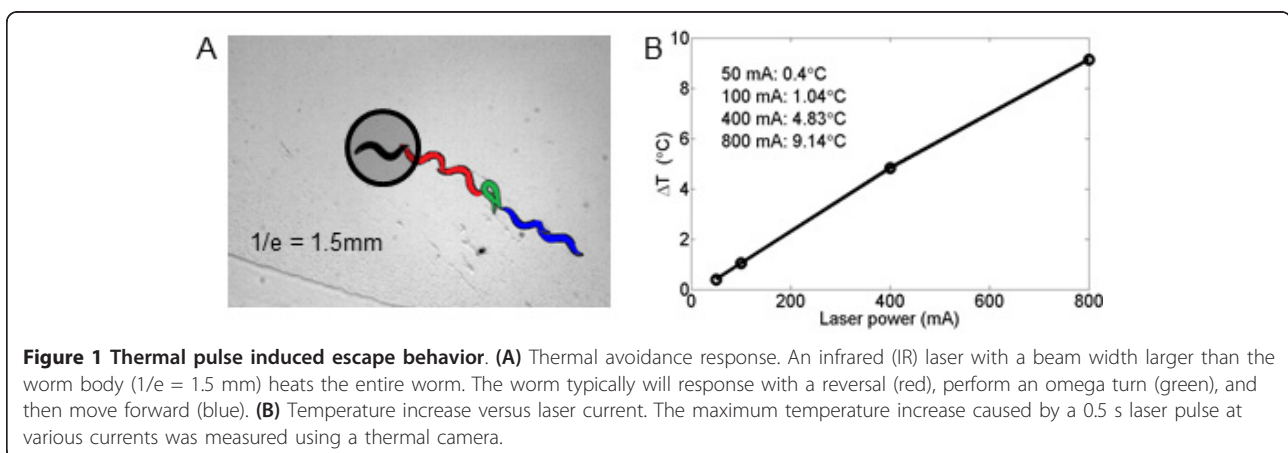 A
1/e = 1.5mm
B
10
8
6
4
2
0
ΔT (°C)
50 mA: 0.4°C
100 mA: 1.04°C
400 mA: 4.83°C
800 mA: 9.14°C
0 200 400 600 800
Laser power (mA)
Figure 1 Thermal pulse induced escape behavior. (A) Thermal avoidance response. An infrared (IR) laser with a beam width larger than the
worm body (1/e = 1.5 mm) heats the entire worm. The worm typically will response with a reversal (red), perform an omega turn (green), and
then move forward (blue). (B) Temperature increase versus laser current. The maximum temperature increase caused by a 0.5 s laser pulse at
various currents was measured using a thermal camera.